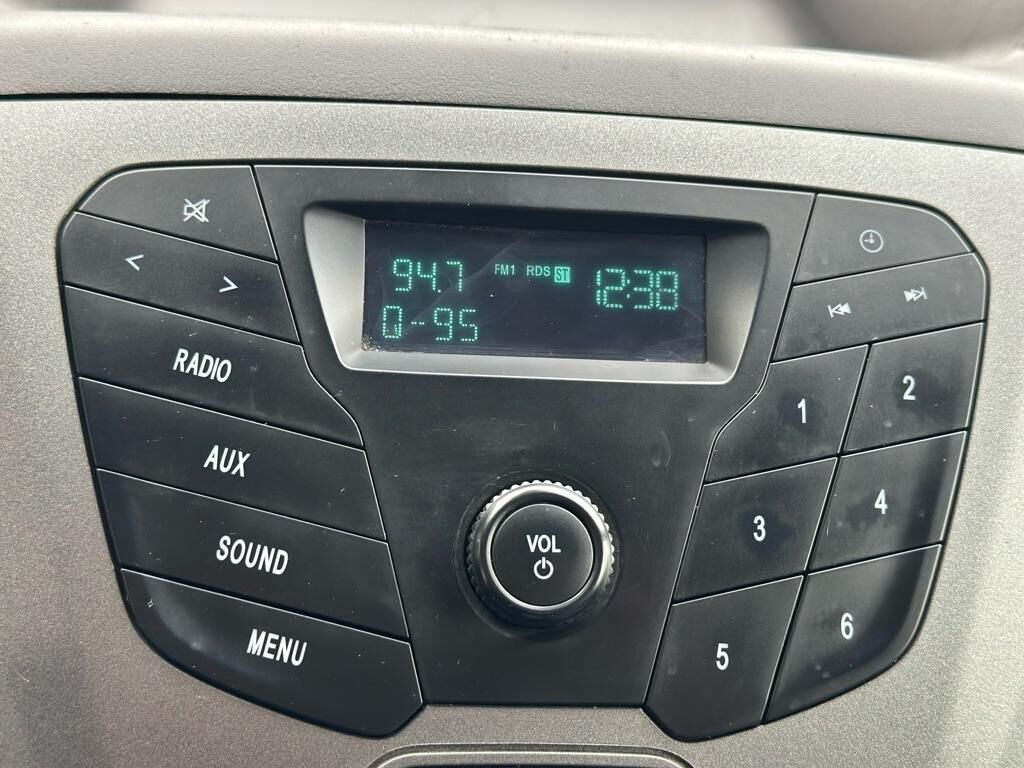 94.7 FM1 RDS ST 12:38
Q-95
RADIO
AUX
SOUND
MENU
VOL
1 2
3 4
5 6